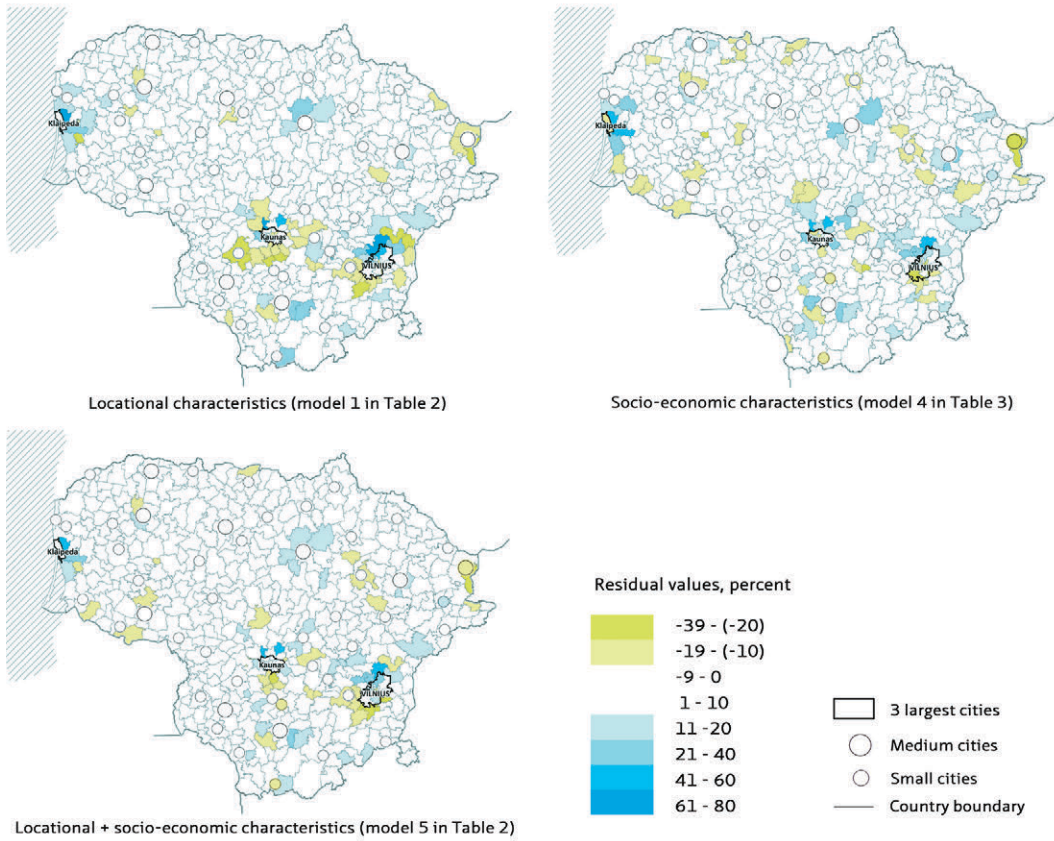 Klaipėda
Kaunas
VILNIUS
Locational characteristics (model 1 in Table 2)
Klaipėda
Kaunas
VILNIUS
Socio-economic characteristics (model 4 in Table 3)
Klaipėda
Kaunas
VILNIUS
Locational + socio-economic characteristics (model 5 in Table 2)
Residual values, percent
-39 - (-20)
-19 - (-10)
-9 - 0
1 - 10
11 - 20
21 - 40
41 - 60
61 - 80
3 largest cities
Medium cities
Small cities
Country boundary